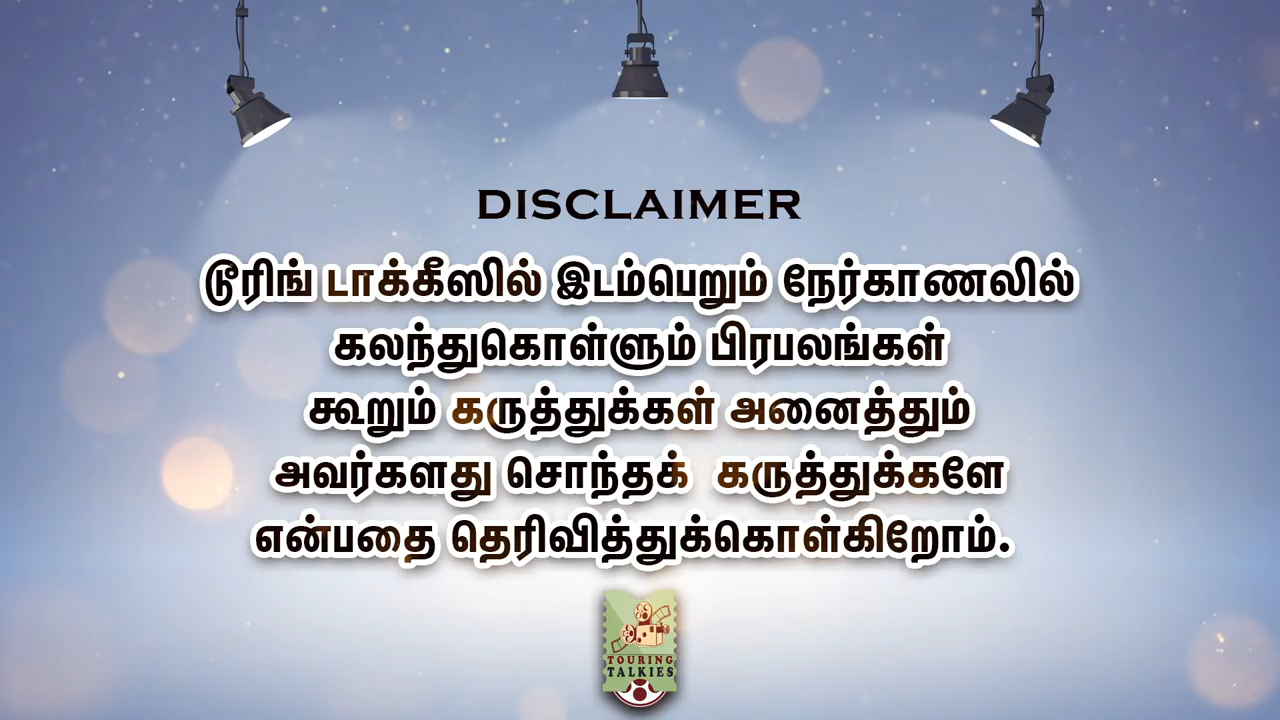 DISCLAIMER
டூரிங் டாக்கீஸில் இடம்பெறும் நேர்காணலில்
கலந்துகொள்ளும் பிரபலங்கள்
கூறும் கருத்துக்கள் அனைத்தும்
அவர்களது சொந்தக் கருத்துக்களே
என்பதை தெரிவித்துக்கொள்கிறோம்.
TOURING
TALKIES